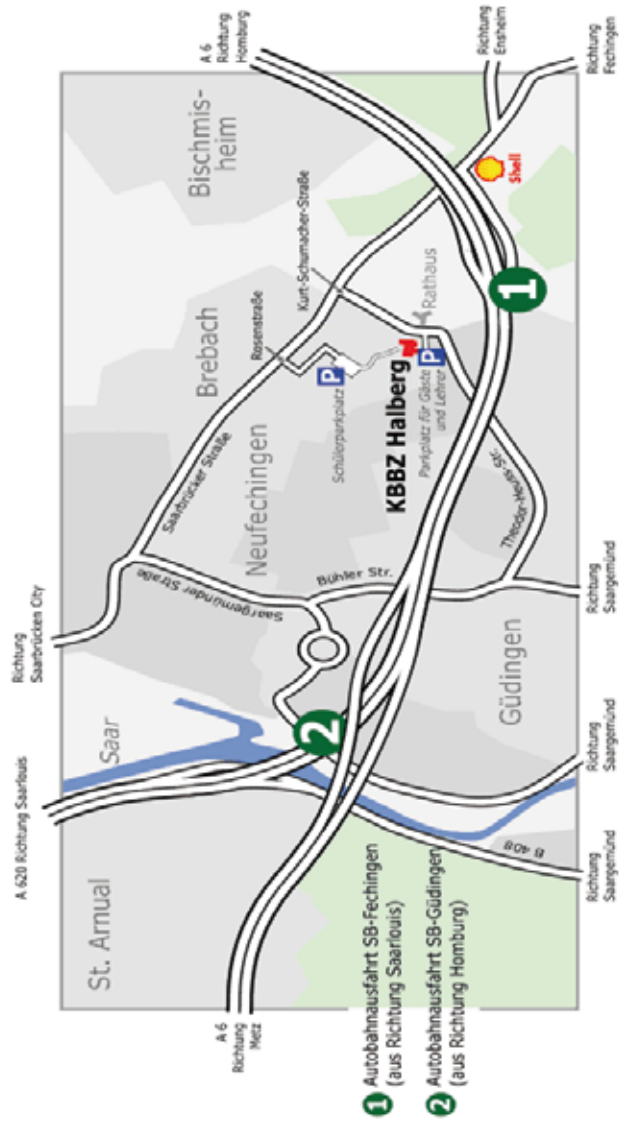 A 620 Richtung Saarlouis
Richtung
Saarbrücken City
A 6
Richtung
Homburg
St. Arnual
Saar
Saarbrücker Straße
Brebach
Bischmis-
heim
Rosenstraße
Kurt-Schumacher-Straße
Saargemünder Straße
Neufechingen
Schülerparkplatz
P
KBBZ Halberg
P
Parkplatz für Gäste
und Lehrer
Rathaus
Bühler Str.
A 6
Richtung
Metz
2
1
Shell
Richtung
Ensheim
Theodor-Heuss-Str.
Güdingen
B 408
1 Autobahnausfahrt SB-Fechingen
(aus Richtung Saarlouis)
2 Autobahnausfahrt SB-Güdingen
(aus Richtung Homburg)
Richtung
Saargemünd
Richtung
Saargemünd
Richtung
Saargemünd
Richtung
Fechingen